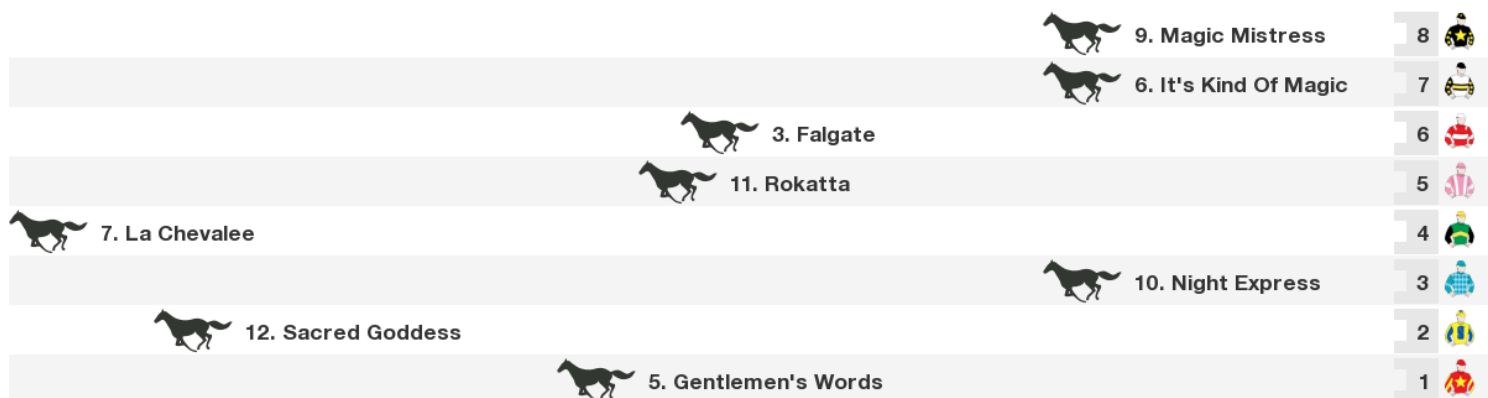 9. Magic Mistress 8
6. It's Kind Of Magic 7
3. Falgate 6
11. Rokatta 5
7. La Chevalee 4
10. Night Express 3
12. Sacred Goddess 2
5. Gentlemen's Words 1